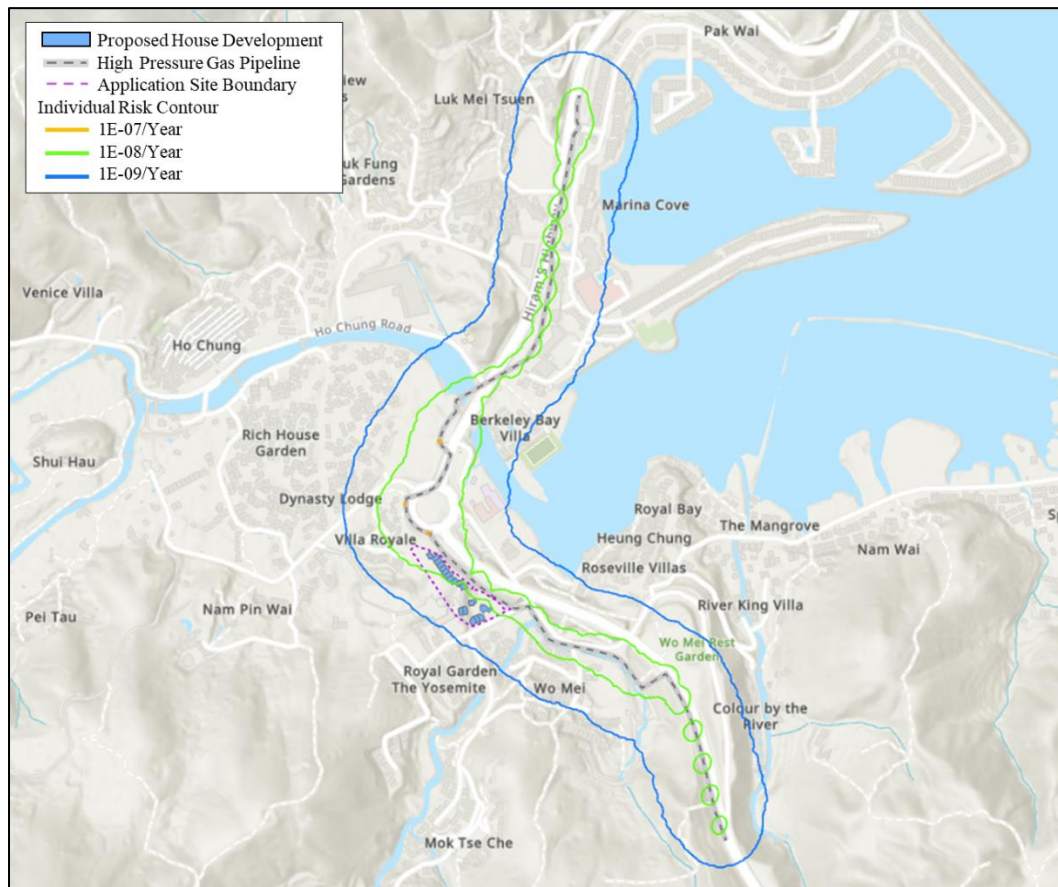 Proposed House Development
High Pressure Gas Pipeline
Application Site Boundary
Individual Risk Contour
1E-07/Year
1E-08/Year
1E-09/Year
Pak Wai
Luk Mei Tsuen
Gardens
Marina Cove
Hiram's
Venice Villa
Ho Chung Road
Ho Chung
Berkeley Bay
Villa
Rich House
Garden
Shui Hau
Dynasty Lodge
Royal Bay
The Mangrove
Villa Royale
Heung Chung
Nam Wai
Roseville Villas
Pei Tau
Nam Pin Wai
River King Villa
Wo Mei Rest
Garden
Royal Garden
The Yosemite
Wo Mei
Colour by the
River
Mok Tse Che